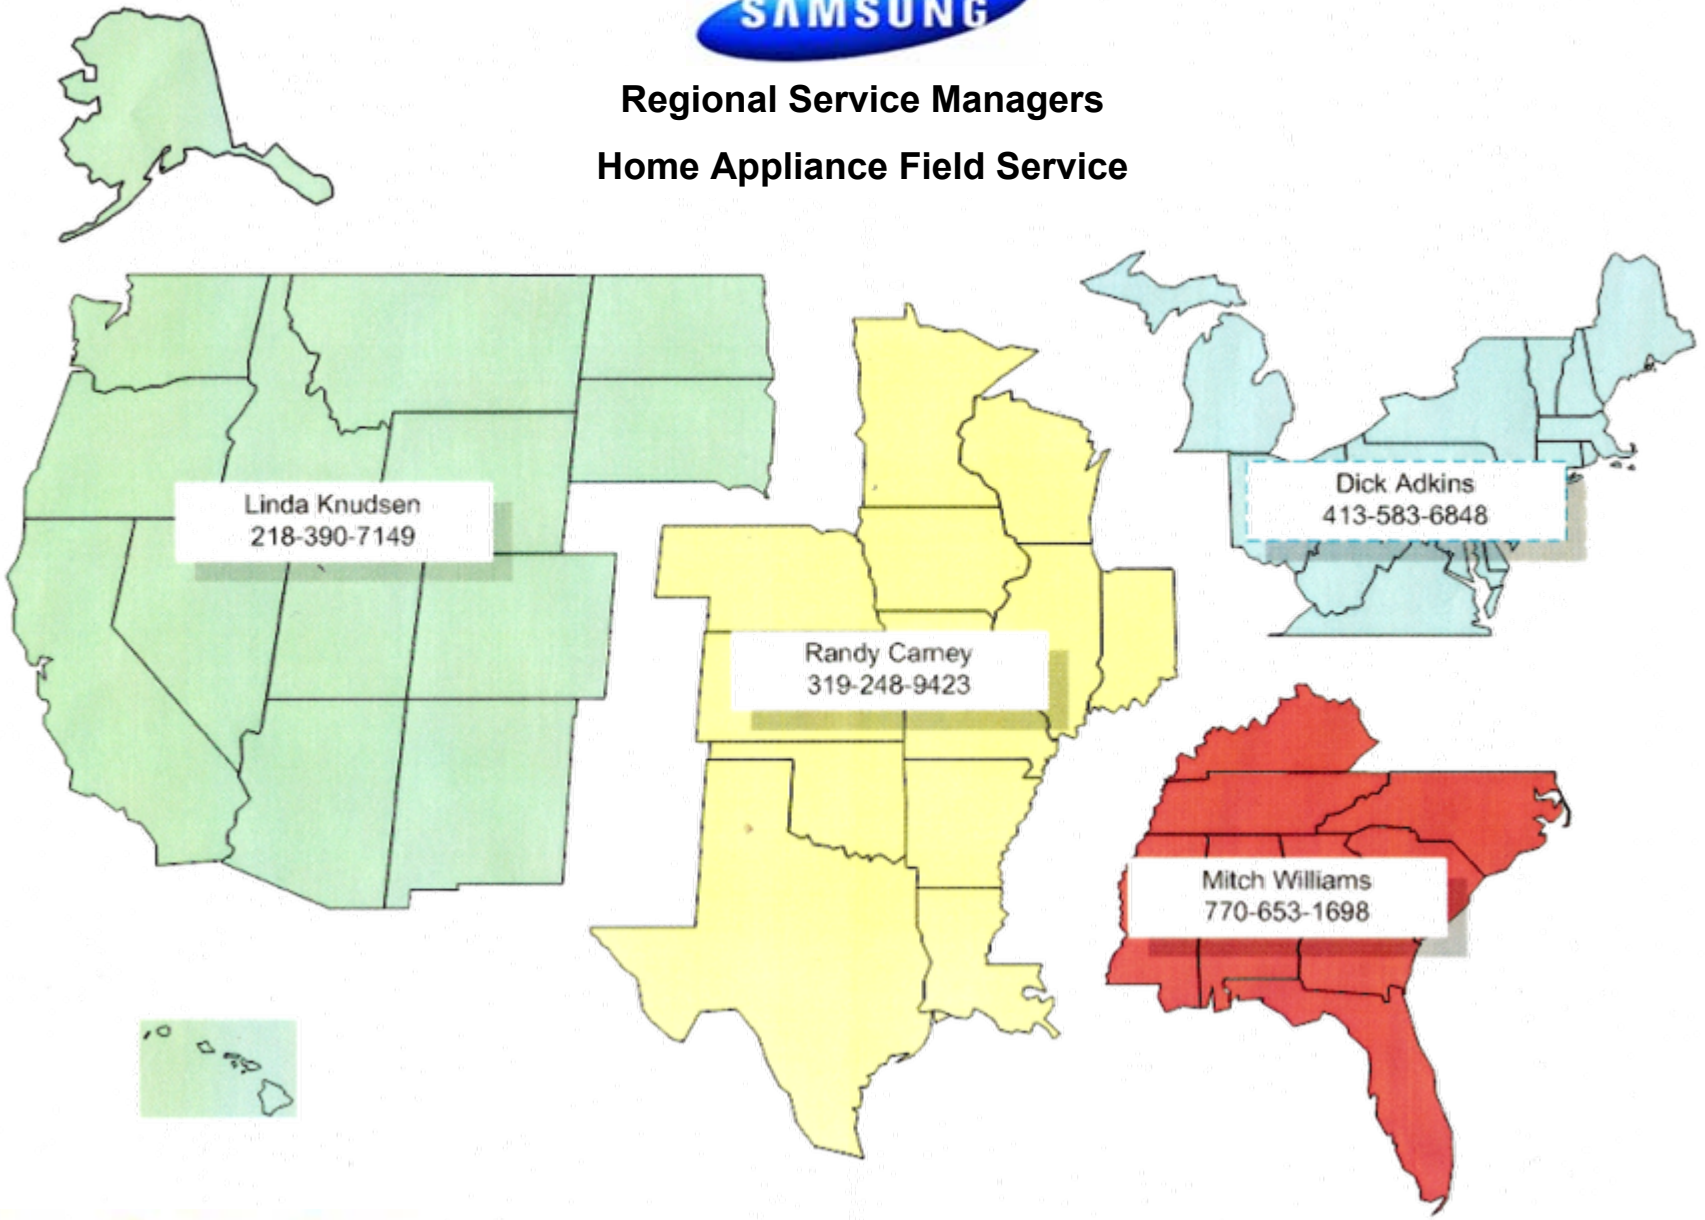 SAMSUNG
Regional Service Managers
Home Appliance Field Service
Linda Knudsen
218-390-7149
Dick Adkins
413-583-6848
Randy Carney
319-248-9423
Mitch Williams
770-653-1698